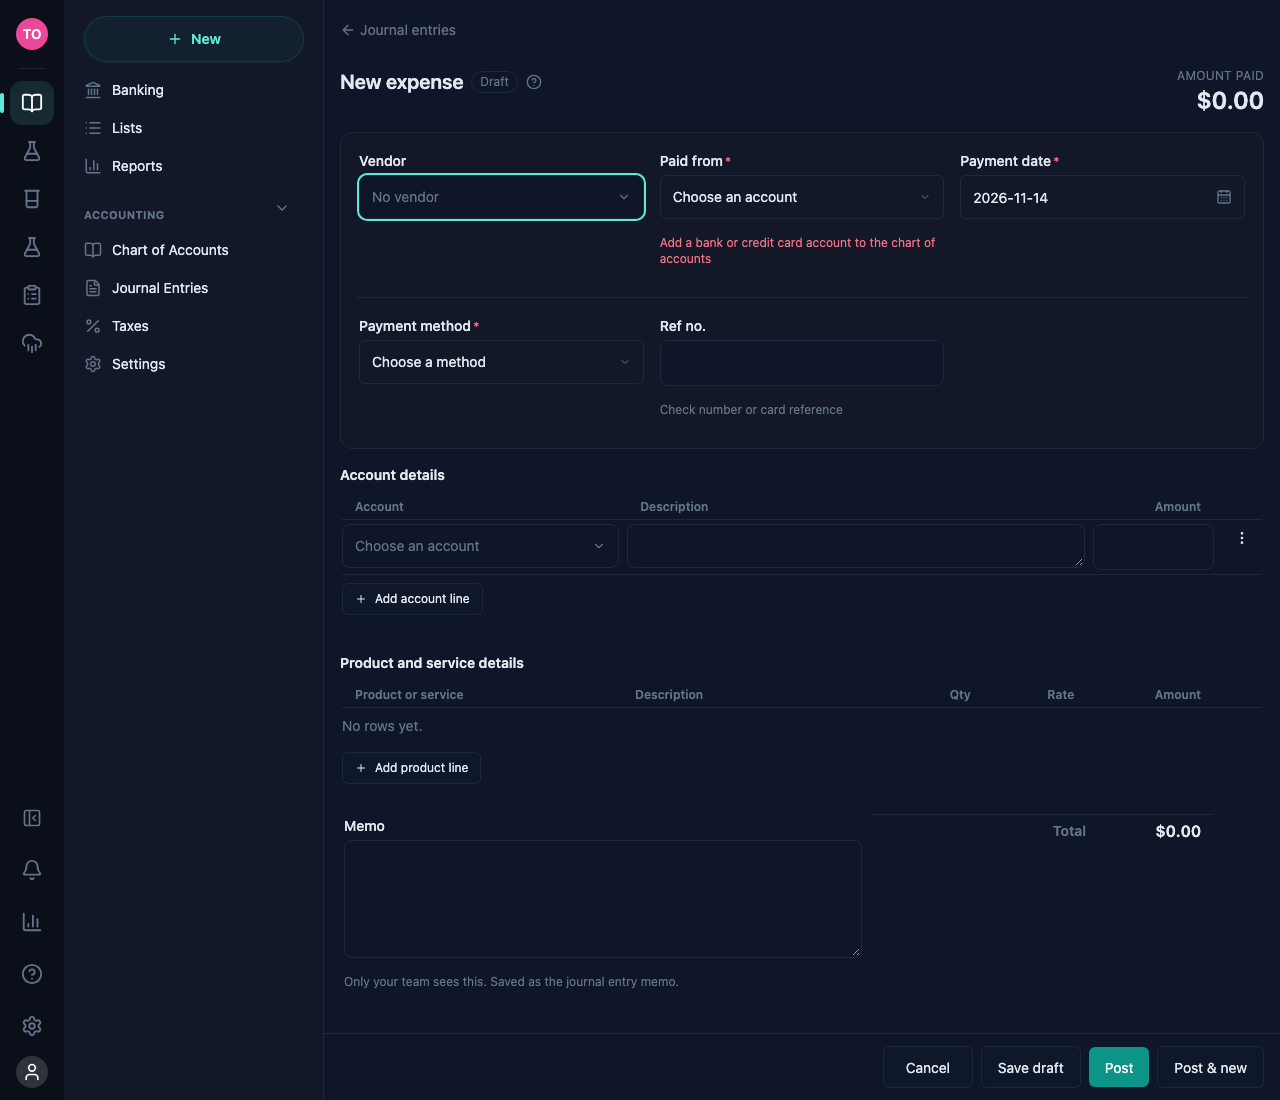 TO
New
Banking
Lists
Reports
ACCOUNTING
Chart of Accounts
Journal Entries
Taxes
Settings
Journal entries
New expense
Draft
AMOUNT PAID
$0.00
Vendor
No vendor
Paid from *
Choose an account
Add a bank or credit card account to the chart of
accounts
Payment date *
2026-11-14
Payment method *
Choose a method
Ref no.
Check number or card reference
Account details
Account Description Amount
Choose an account
Add account line
Product and service details
Product or service Description Qty Rate Amount
No rows yet.
Add product line
Memo
Total $0.00
Only your team sees this. Saved as the journal entry memo.
Cancel
Save draft
Post
Post & new